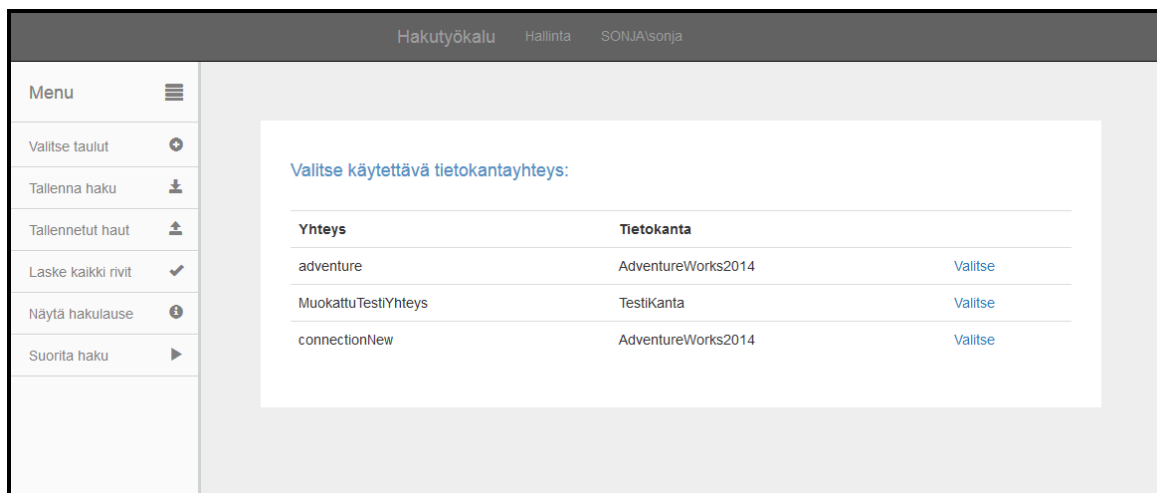 Hakutyökalu Hallinta SONJA\sonja
Menu
Valitse taulut
Tallenna haku
Tallennetut haut
Laske kaikki rivit
Näytä hakulause
Suorita haku
Valitse käytettävä tietokantayhteys:
Yhteys Tietokanta
adventure AdventureWorks2014 Valitse
MuokattuTestiYhteys TestiKanta Valitse
connectionNew AdventureWorks2014 Valitse